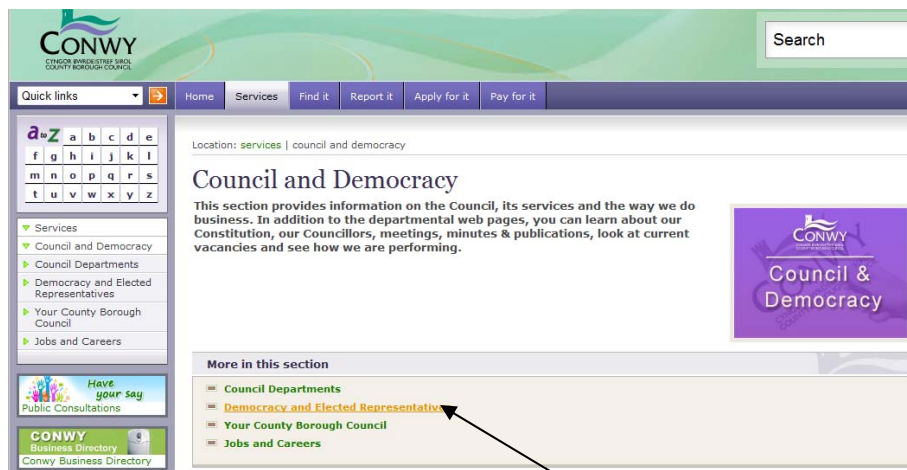 CONWY
CYNGOR BWRDEISTREF SIROL
COUNTY BOROUGH COUNCIL
Search
Quick links
Home Services Find it Report it Apply for it Pay for it
a to z a b c d e
f g h i j k l
m n o p q r s
t u v w x y z
Services
Council and Democracy
Council Departments
Democracy and Elected
Representatives
Your County Borough
Council
Jobs and Careers
Have
your say
Public Consultations
CONWY
Business Directory
Conwy Business Directory
Location: services | council and democracy
Council and Democracy
This section provides information on the Council, its services and the way we do
business. In addition to the departmental web pages, you can learn about our
Constitution, our Councillors, meetings, minutes & publications, look at current
vacancies and see how we are performing.
CONWY
Council &
Democracy
More in this section
Council Departments
Democracy and Elected Representatives
Your County Borough Council
Jobs and Careers